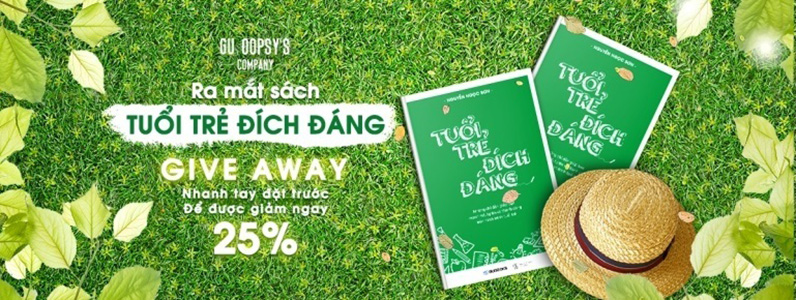 GU OOPSY'S
COMPANY
Ra mắt sách
TUỔI TRẺ ĐÍCH ĐÁNG
GIVE AWAY
Nhanh tay đặt trước
Để được giảm ngay
25%
NGUYỄN NGỌC SƠN
TUỔI
TRẺ
ĐÍCH
ĐÁNG
TUỔI
TRẺ
ĐÍCH
ĐÁNG